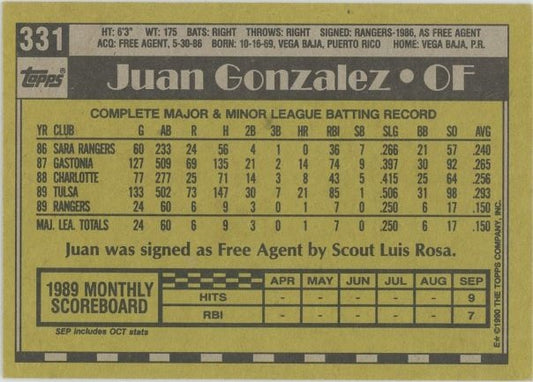 331
HT: 6'3" WT: 175 BATS: RIGHT THROWS: RIGHT SIGNED: RANGERS-1986, AS FREE AGENT
ACQ: FREE AGENT, 5-30-86 BORN: 10-16-69, VEGA BAJA, PUERTO RICO HOME: VEGA BAJA, P.R.
topps®
Juan Gonzalez • OF
COMPLETE MAJOR & MINOR LEAGUE BATTING RECORD
YR CLUB G AB R H 2B 3B HR RBI SB SLG BB SO AVG
86 SARA RANGERS 60 233 24 56 4 1 0 36 7 .266 21 57 .240
87 GASTONIA 127 509 69 135 21 2 14 74 9 .397 30 92 .265
88 CHARLOTTE 77 277 25 71 14 3 8 43 5 .415 25 64 .256
89 TULSA 133 502 73 147 30 7 21 85 1 .506 31 98 .293
89 RANGERS 24 60 6 9 3 0 1 7 0 .250 6 17 .150
MAJ. LEA. TOTALS 24 60 6 9 3 0 1 7 0 .250 6 17 .150
Juan was signed as Free Agent by Scout Luis Rosa.
1989 MONTHLY SCOREBOARD
APR MAY JUN JUL AUG SEP
HITS - - - - - 9
RBI - - - - - 7
SEP includes OCT stats
E* ©1990 THE TOPPS COMPANY, INC.